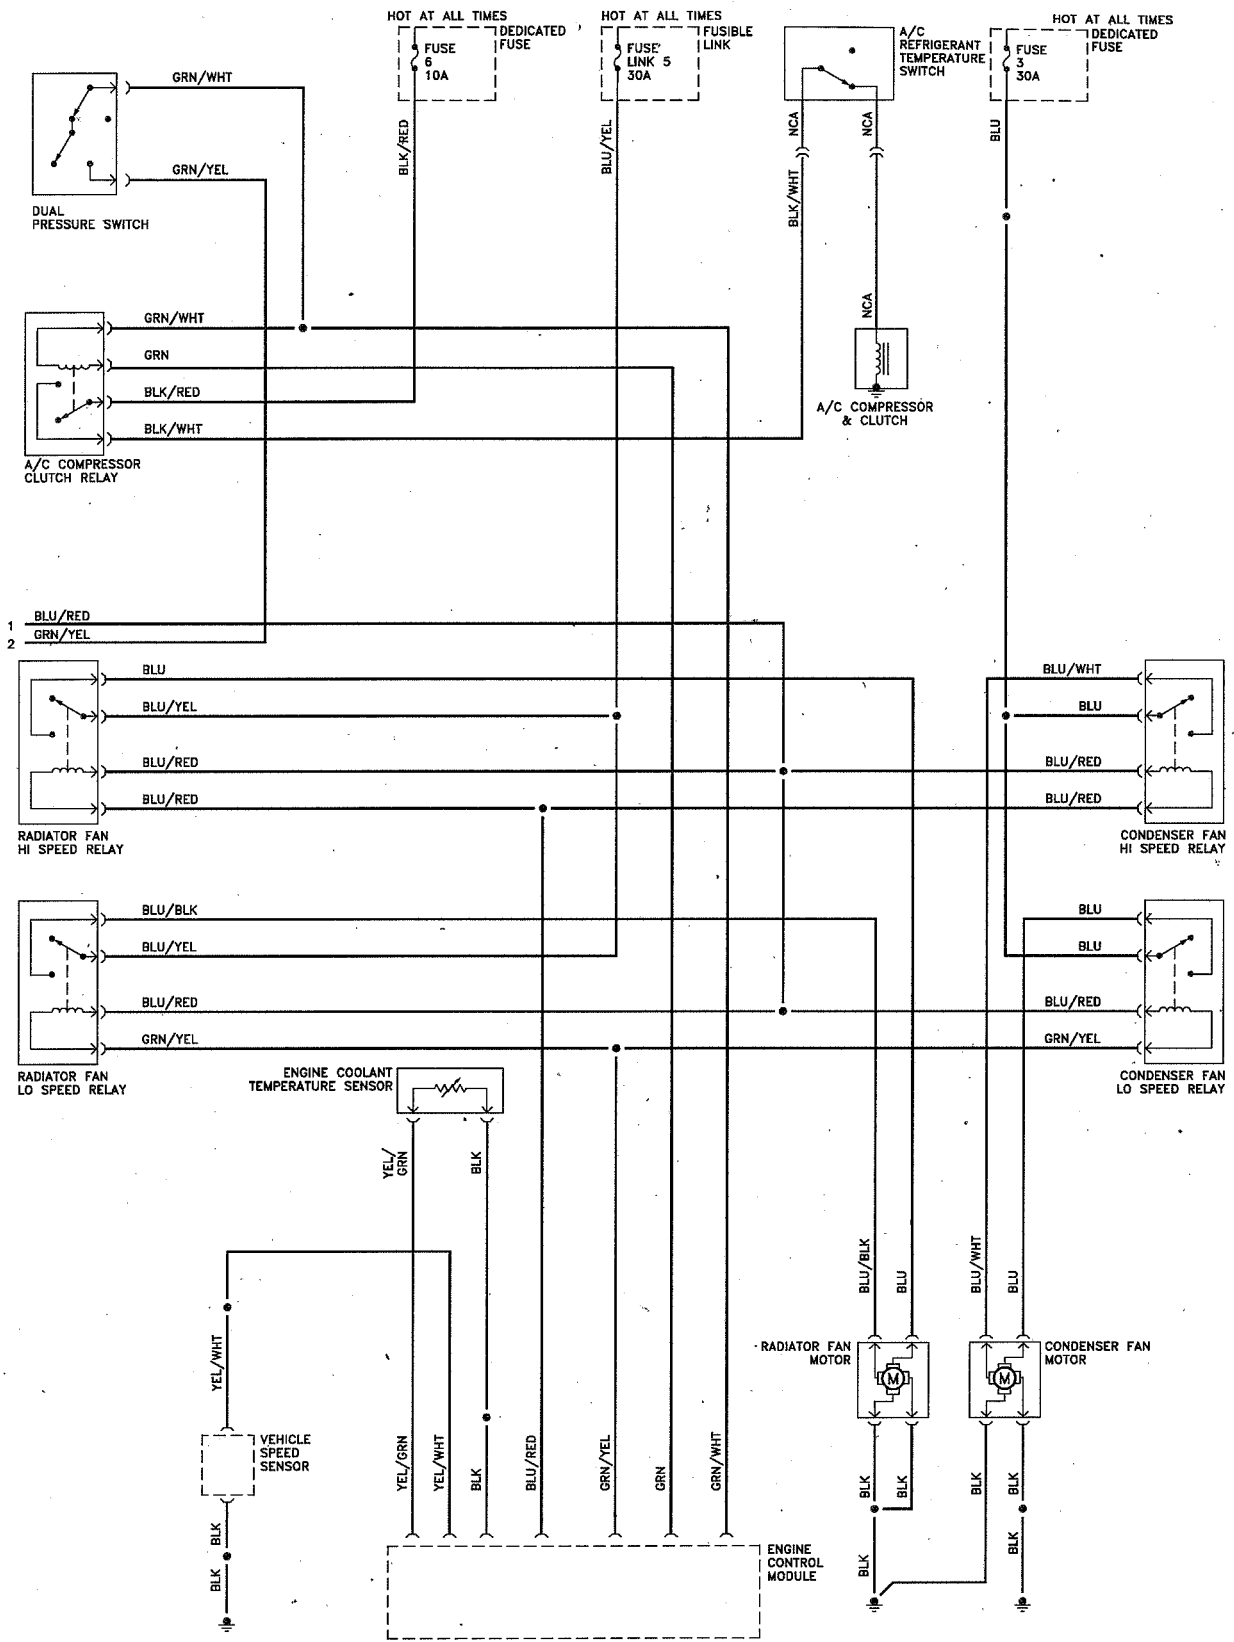 HOT AT ALL TIMES
DEDICATED
FUSE
FUSE
6
10A
HOT AT ALL TIMES
FUSIBLE
LINK
FUSE
LINK 5
30A
A/C
REFRIGERANT
TEMPERATURE
SWITCH
HOT AT ALL TIMES
DEDICATED
FUSE
FUSE
3
30A
GRN/WHT
GRN/YEL
DUAL
PRESSURE SWITCH
BLK/RED
BLU/YEL
NCA
NCA
BLK/WHT
BLU
NCA
GRN/WHT
GRN
BLK/RED
BLK/WHT
A/C COMPRESSOR
CLUTCH RELAY
A/C COMPRESSOR
& CLUTCH
1
BLU/RED
2
GRN/YEL
BLU
BLU/YEL
BLU/RED
BLU/RED
RADIATOR FAN
HI SPEED RELAY
BLU/WHT
BLU
BLU/RED
BLU/RED
CONDENSER FAN
HI SPEED RELAY
BLU/BLK
BLU/YEL
BLU/RED
GRN/YEL
RADIATOR FAN
LO SPEED RELAY
BLU
BLU
BLU/RED
GRN/YEL
CONDENSER FAN
LO SPEED RELAY
ENGINE COOLANT
TEMPERATURE SENSOR
YEL/
GRN
BLK
BLU/BLK
BLU
BLU/WHT
BLU
RADIATOR FAN
MOTOR
M
M
CONDENSER FAN
MOTOR
YEL/WHT
VEHICLE
SPEED
SENSOR
BLK
BLK
YEL/GRN
YEL/WHT
BLK
BLU/RED
GRN/YEL
GRN
GRN/WHT
BLK
BLK
BLK
BLK
BLK
BLK
ENGINE
CONTROL
MODULE